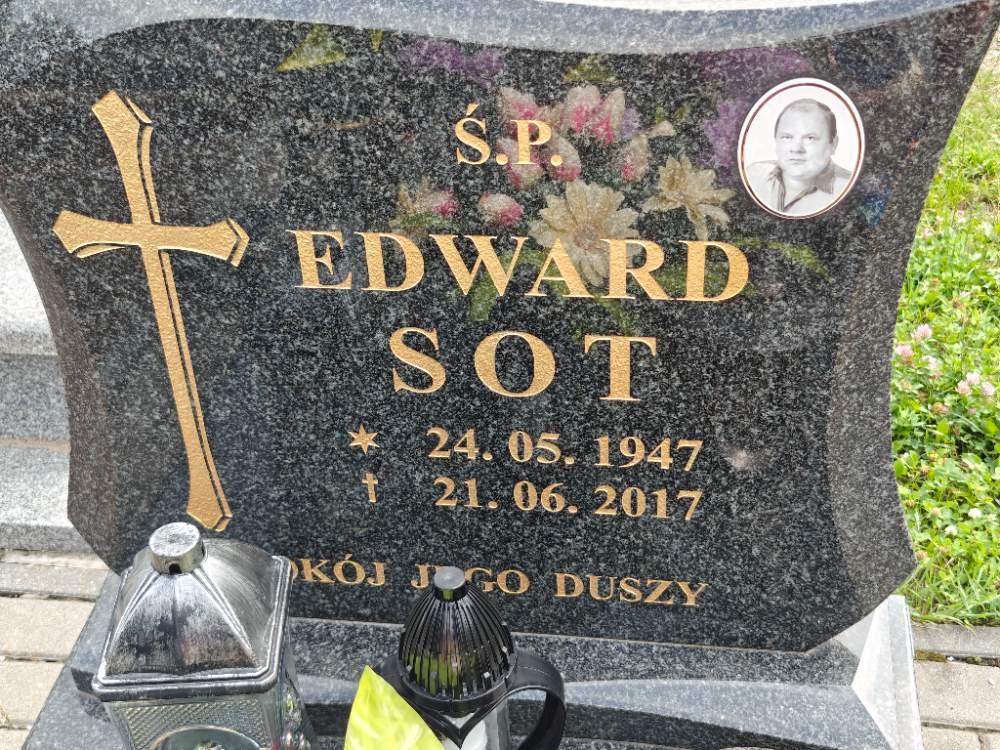 Ś.P.
EDWARD
SOT
24. 05. 1947
21. 06. 2017
DUSZY